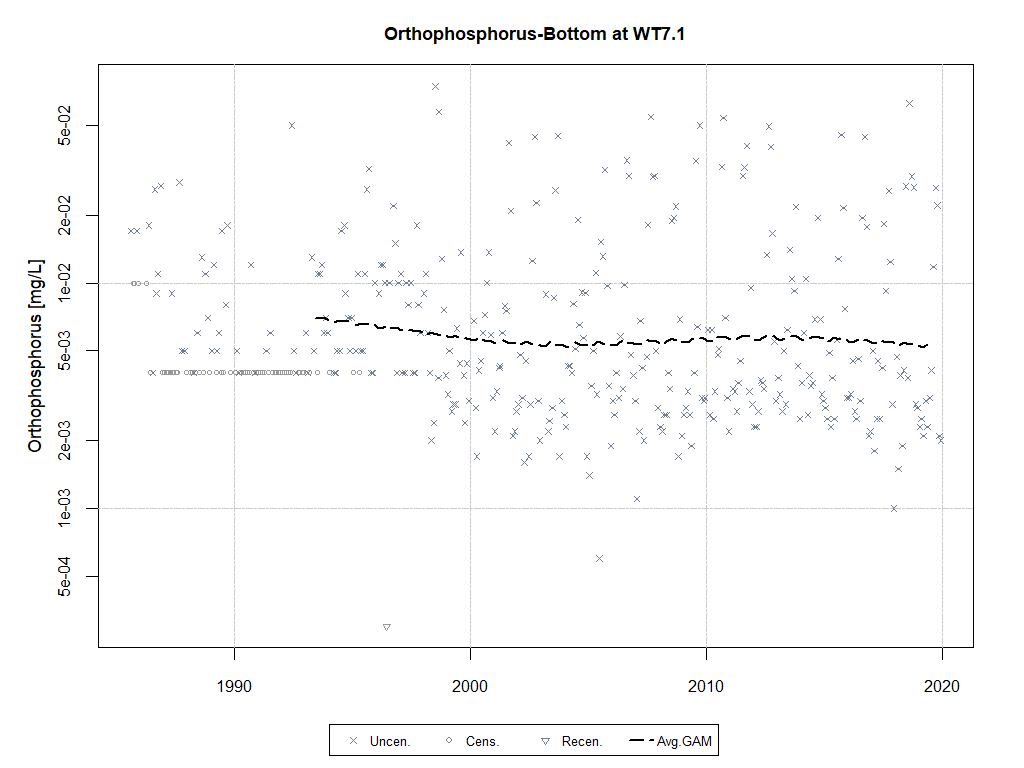 Orthophosphorus-Bottom at WT7.1
Orthophosphorus [mg/L]
5e-02
2e-02
1e-02
5e-03
2e-03
1e-03
5e-04
1990 2000 2010 2020
Uncen. Cens. Recen. Avg.GAM